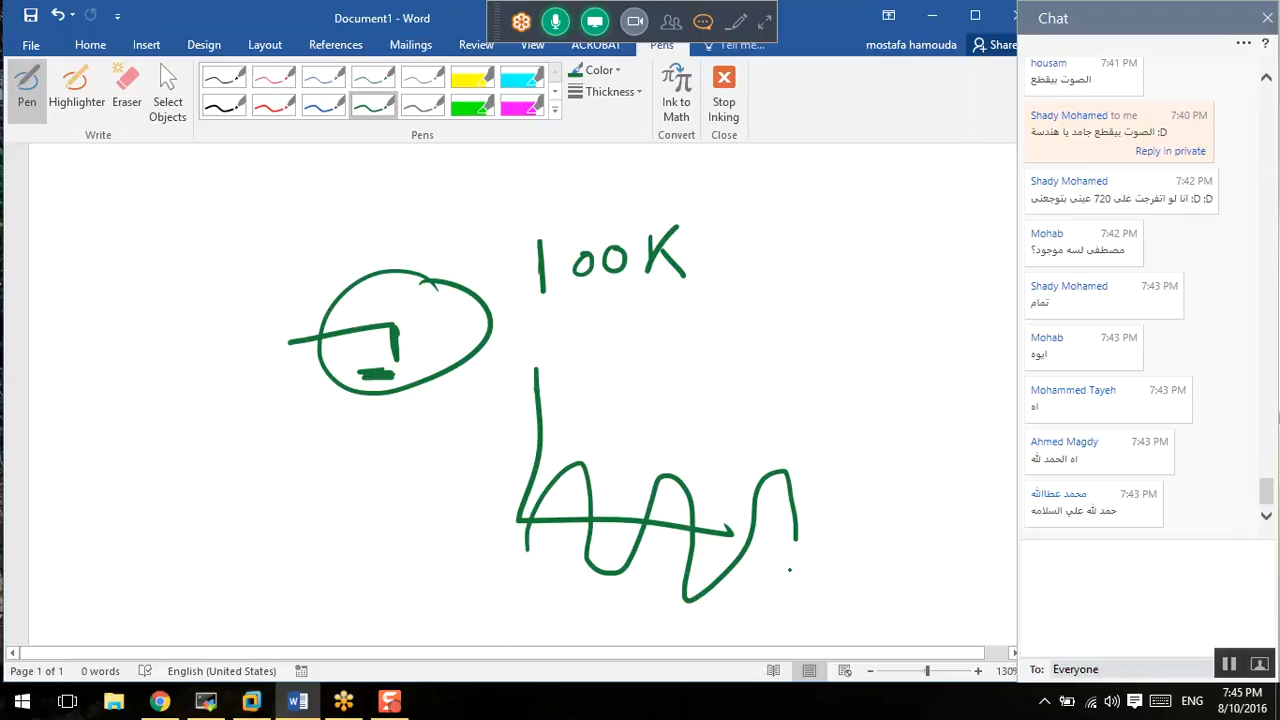 Document1 - Word
File
Home
Insert
Design
Layout
References
Mailings
Review
View
ACROBAT
Pens
Tell me...
mostafa hamouda
Share
Pen
Highlighter
Eraser
Select Objects
Write
Color
Thickness
Pens
Ink to Math
Convert
Stop Inking
Close
100K
Chat
housam 7:41 PM
الصوت بيقطع
Shady Mohamed to me 7:40 PM
الصوت بيقطع جامد يا هندسة :D
Reply in private
Shady Mohamed 7:42 PM
انا لو اتفرجت على 720 عينى بتوجعنى :D :D
Mohab 7:42 PM
مصطفى لسه موجود؟
Shady Mohamed 7:43 PM
تمام
Mohab 7:43 PM
ايوه
Mohammed Tayeh 7:43 PM
اه
Ahmed Magdy 7:43 PM
اه الحمد لله
محمد عطاالله 7:43 PM
حمد لله علي السلامه
To: Everyone
Page 1 of 1
0 words
English (United States)
130%
ENG
7:45 PM
8/10/2016